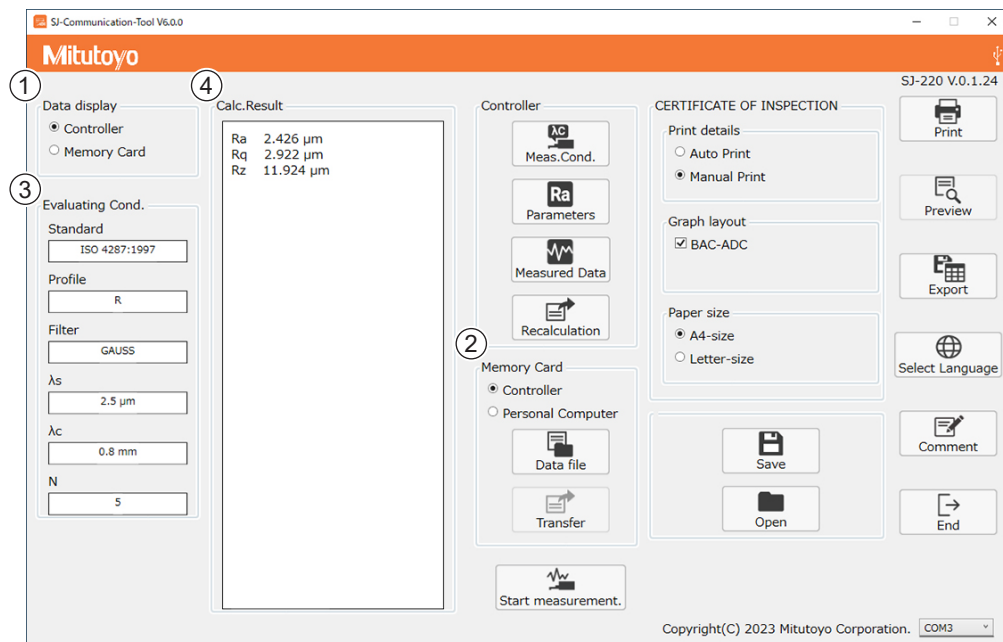 SJ-Communication-Tool V6.0.0
Mitutoyo
SJ-220 V.0.1.24
①
Data display
Controller
Memory Card
③
Evaluating Cond.
Standard
ISO 4287:1997
Profile
R
Filter
GAUSS
λs
2.5 μm
λc
0.8 mm
N
5
④
Calc.Result
Ra 2.426 μm
Rq 2.922 μm
Rz 11.924 μm
Controller
λC
Meas.Cond.
Ra
Parameters
Measured Data
Recalculation
②
Memory Card
Controller
Personal Computer
Data file
Transfer
Start measurement.
CERTIFICATE OF INSPECTION
Print details
Auto Print
Manual Print
Graph layout
BAC-ADC
Paper size
A4-size
Letter-size
Save
Open
Print
Preview
Export
Select Language
Comment
End
Copyright(C) 2023 Mitutoyo Corporation. COM3